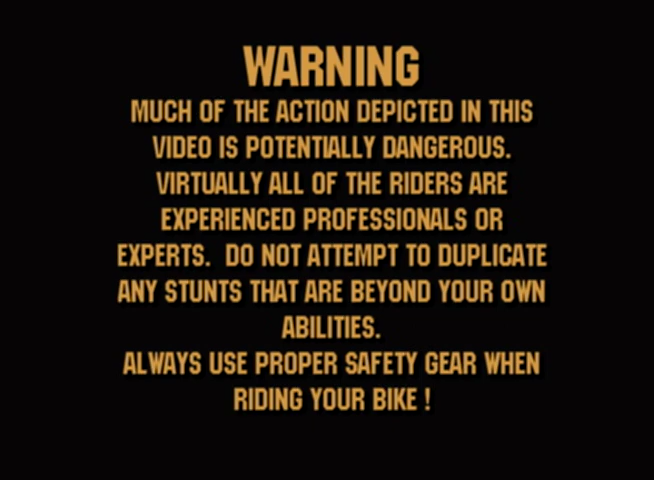 WARNING
MUCH OF THE ACTION DEPICTED IN THIS
VIDEO IS POTENTIALLY DANGEROUS.
VIRTUALLY ALL OF THE RIDERS ARE
EXPERIENCED PROFESSIONALS OR
EXPERTS. DO NOT ATTEMPT TO DUPLICATE
ANY STUNTS THAT ARE BEYOND YOUR OWN
ABILITIES.
ALWAYS USE PROPER SAFETY GEAR WHEN
RIDING YOUR BIKE !